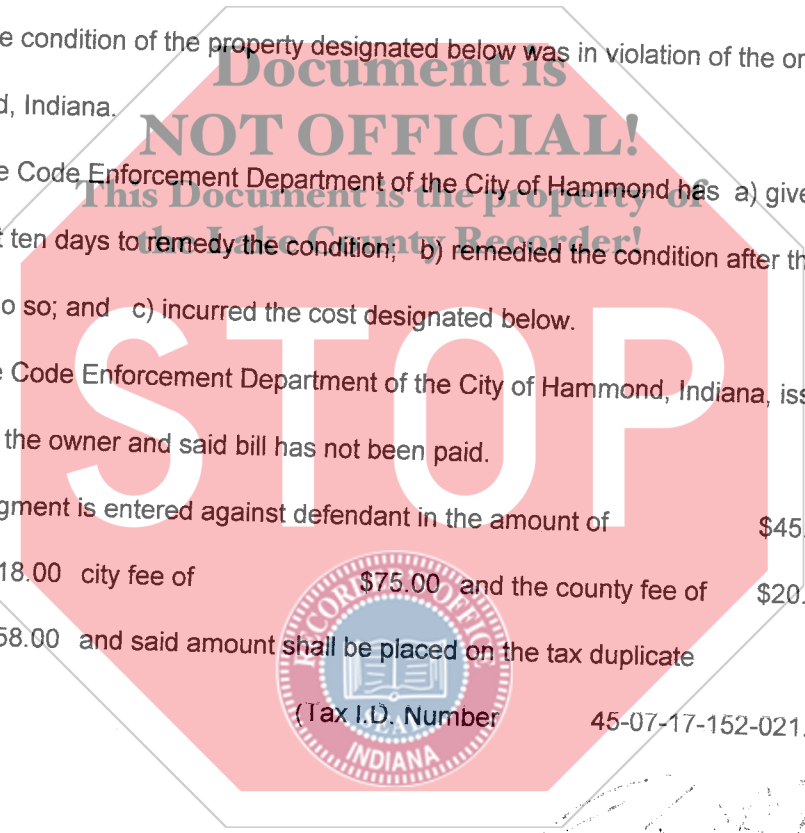 e condition of the property designated below was in violation of the or
Document is
d, Indiana.
NOT OFFICIAL!
e Code Enforcement Department of the City of Hammond has a) give
This Document is the property of
t ten days to remedy the condition; b) remedied the condition after th
the Lake County Recorder!
o so; and c) incurred the cost designated below.
e Code Enforcement Department of the City of Hammond, Indiana, iss
the owner and said bill has not been paid.
STOP
gment is entered against defendant in the amount of $45.
18.00 city fee of $75.00 and the county fee of $20.
58.00 and said amount shall be placed on the tax duplicate
(Tax I.D. Number 45-07-17-152-021.
RECORDER'S OFFICE
SEAL
INDIANA